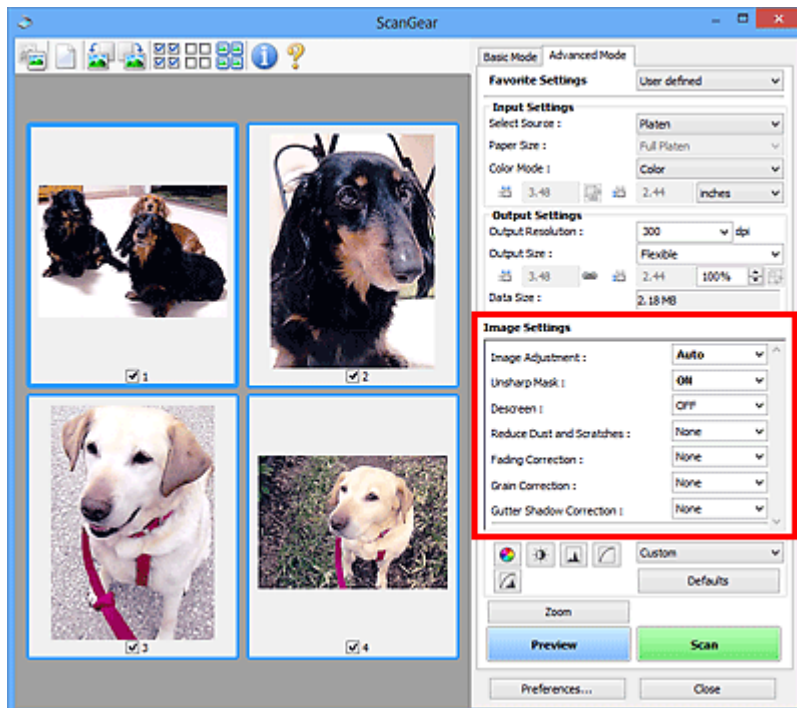 ScanGear
Basic Mode Advanced Mode
Favorite Settings User defined
Input Settings
Select Source : Platen
Paper Size : Full Platen
Color Mode : Color
3.48 2.44 inches
Output Settings
Output Resolution : 300 dpi
Output Size : Flexible
3.48 2.44 100%
Data Size : 2.18 MB
Image Settings
Image Adjustment : Auto
Unsharp Mask : ON
Descreen : OFF
Reduce Dust and Scratches : None
Fading Correction : None
Grain Correction : None
Gutter Shadow Correction : None
Custom
Defaults
Zoom
Preview Scan
Preferences... Close
1
2
3
4